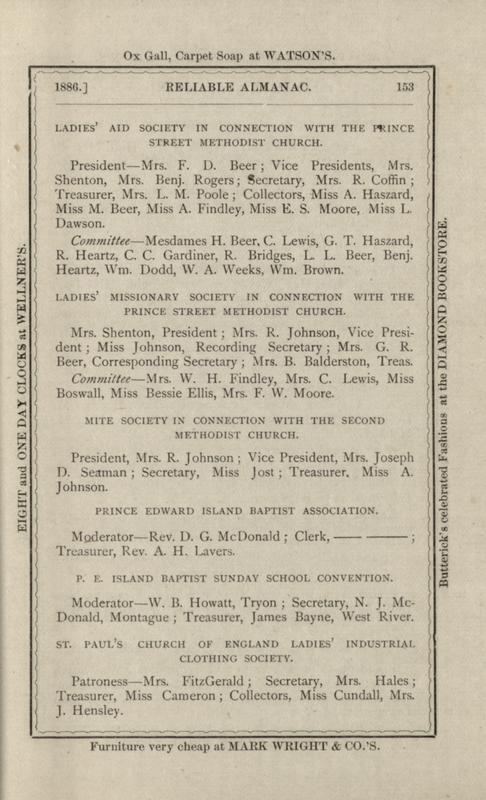 Ox Gall, Carpet Soap at WATSON'S.
1886.] RELIABLE ALMANAC. 153
LADIES' AID SOCIETY IN CONNECTION WITH THE PRINCE
STREET METHODIST CHURCH.
President—Mrs. F. D. Beer ; Vice Presidents, Mrs.
Shenton, Mrs. Benj. Rogers ; Secretary, Mrs. R. Coffin ;
Treasurer, Mrs. L. M. Poole ; Collectors, Miss A. Haszard,
Miss M. Beer, Miss A. Findley, Miss E. S. Moore, Miss L.
Dawson.
Committee—Mesdames H. Beer, C. Lewis, G. T. Haszard,
R. Heartz, C. C. Gardiner, R. Bridges, L. L. Beer, Benj.
Heartz, Wm. Dodd, W. A. Weeks, Wm. Brown.
LADIES' MISSIONARY SOCIETY IN CONNECTION WITH THE
PRINCE STREET METHODIST CHURCH.
Mrs. Shenton, President ; Mrs. R. Johnson, Vice Presi-
dent ; Miss Johnson, Recording Secretary ; Mrs. G. R.
Beer, Corresponding Secretary ; Mrs. B. Balderston, Treas.
Committee—Mrs. W. H. Findley, Mrs. C. Lewis, Miss
Boswall, Miss Bessie Ellis, Mrs. F. W. Moore.
MITE SOCIETY IN CONNECTION WITH THE SECOND
METHODIST CHURCH.
President, Mrs. R. Johnson ; Vice President, Mrs. Joseph
D. Seaman ; Secretary, Miss Jost ; Treasurer, Miss A.
Johnson.
PRINCE EDWARD ISLAND BAPTIST ASSOCIATION.
Moderator—Rev. D. G. McDonald ; Clerk, —— —— ;
Treasurer, Rev. A. H. Lavers.
P. E. ISLAND BAPTIST SUNDAY SCHOOL CONVENTION.
Moderator—W. B. Howatt, Tryon ; Secretary, N. J. Mc-
Donald, Montague ; Treasurer, James Bayne, West River.
ST. PAUL'S CHURCH OF ENGLAND LADIES' INDUSTRIAL
CLOTHING SOCIETY.
Patroness—Mrs. FitzGerald ; Secretary, Mrs. Hales ;
Treasurer, Miss Cameron ; Collectors, Miss Cundall, Mrs.
J. Hensley.
Furniture very cheap at MARK WRIGHT & CO.'S.
EIGHT and ONE DAY CLOCKS at WELLNER'S.
Butterick's celebrated Fashions at the DIAMOND BOOKSTORE.